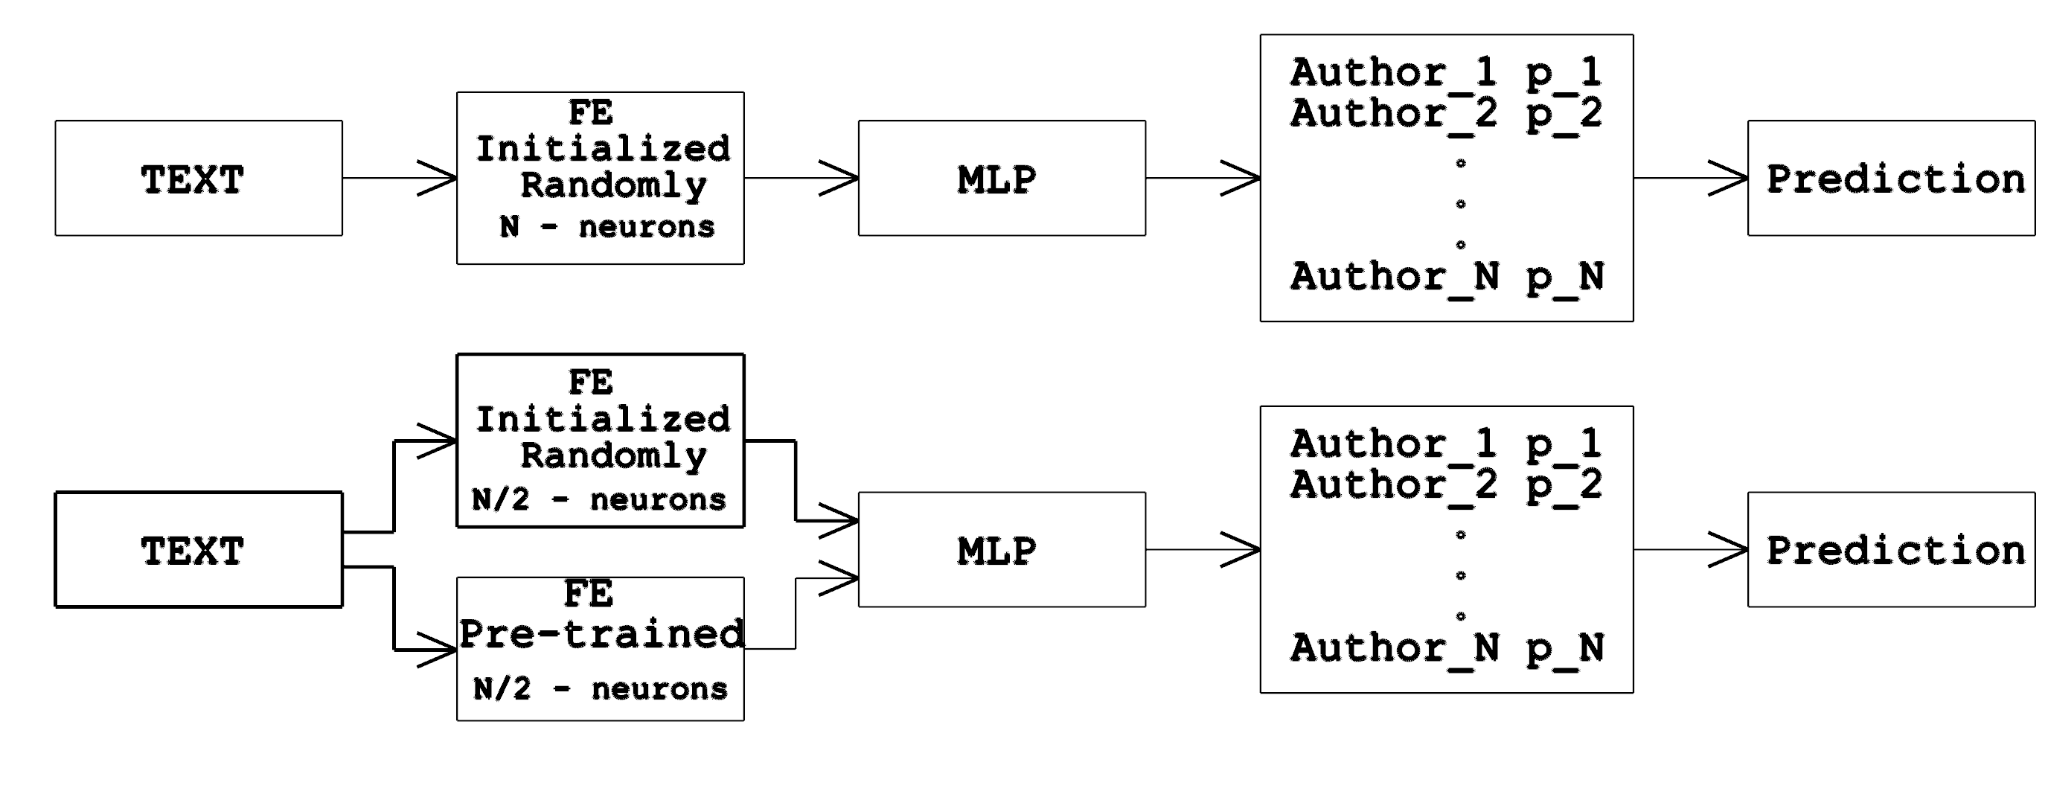 TEXT
FE
Initialized
Randomly
N - neurons
MLP
Author_1 p_1
Author_2 p_2
Author_N p_N
Prediction
TEXT
FE
Initialized
Randomly
N/2 - neurons
FE
Pre-trained
N/2 - neurons
MLP
Author_1 p_1
Author_2 p_2
Author_N p_N
Prediction